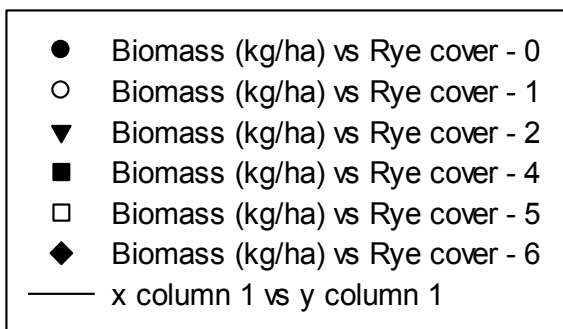 Biomass (kg/ha) vs Rye cover - 0
Biomass (kg/ha) vs Rye cover - 1
Biomass (kg/ha) vs Rye cover - 2
Biomass (kg/ha) vs Rye cover - 4
Biomass (kg/ha) vs Rye cover - 5
Biomass (kg/ha) vs Rye cover - 6
x column 1 vs y column 1